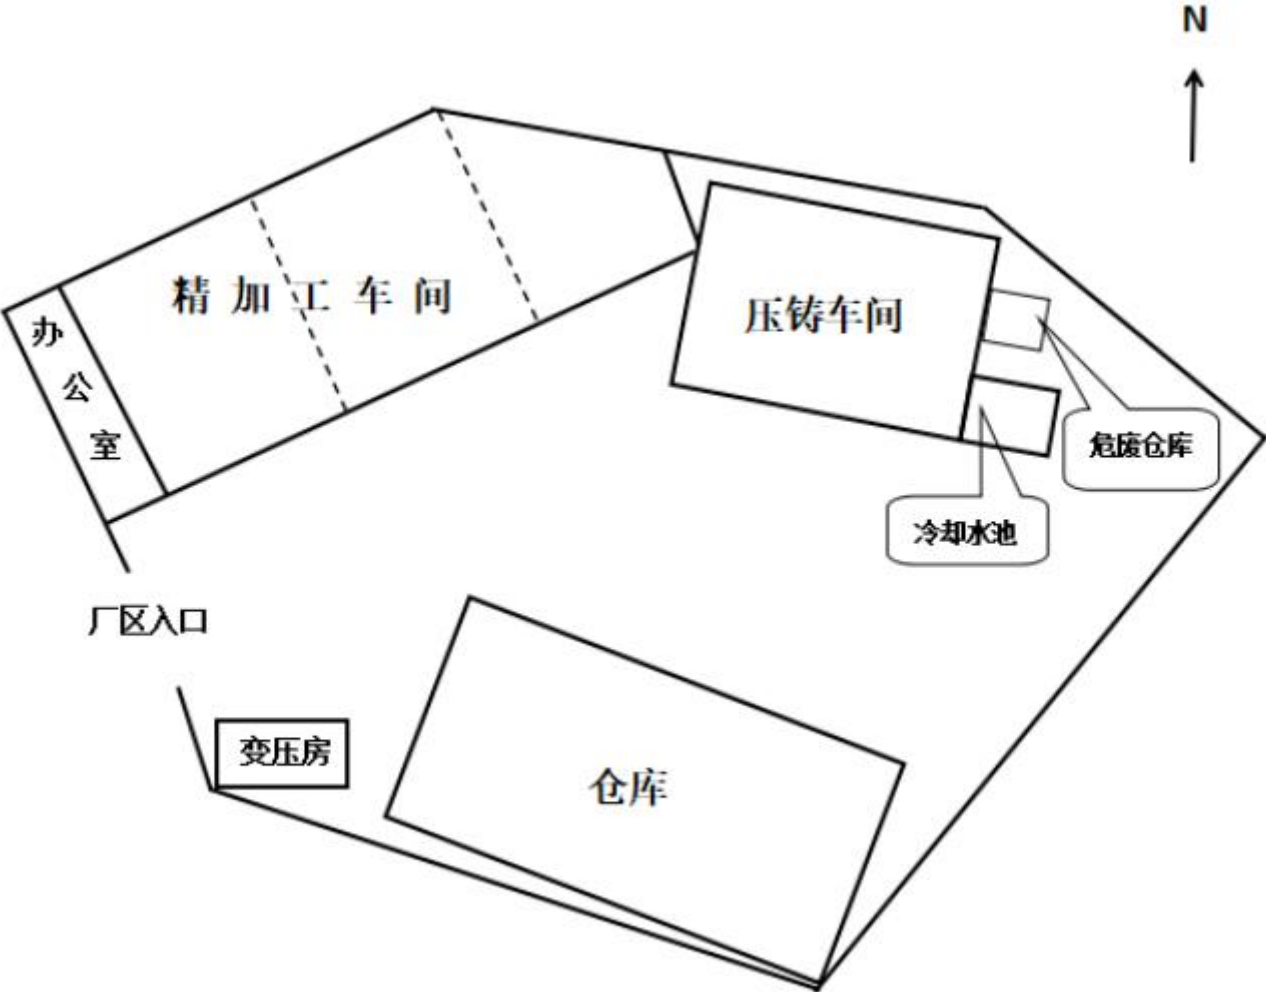 N
精加工车间
办公室
压铸车间
危废仓库
冷却水池
厂区入口
变压房
仓库